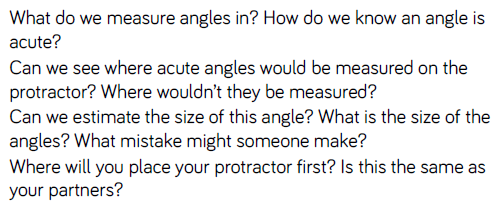 What do we measure angles in? How do we know an angle is
acute?
Can we see where acute angles would be measured on the
protractor? Where wouldn't they be measured?
Can we estimate the size of this angle? What is the size of the
angles? What mistake might someone make?
Where will you place your protractor first? Is this the same as
your partners?